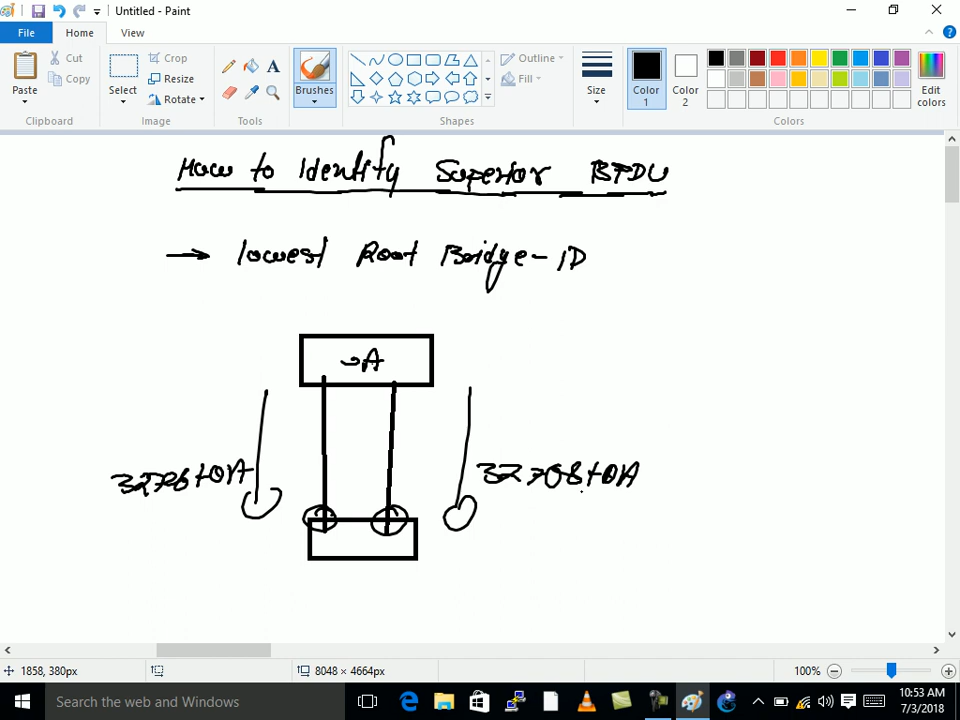 Untitled - Paint
File Home View
Cut
Copy
Paste
Clipboard
Crop
Resize
Rotate
Select
Image
A
Tools
Brushes
Outline
Fill
Shapes
Size
Color 1
Color 2
Edit colors
Colors
How to Identify Superior BPDU
→ lowest Root Bridge-ID
→A
32768+0A
32768+0A
1858, 380px
8048 × 4664px
100%
Search the web and Windows
10:53 AM
7/3/2018